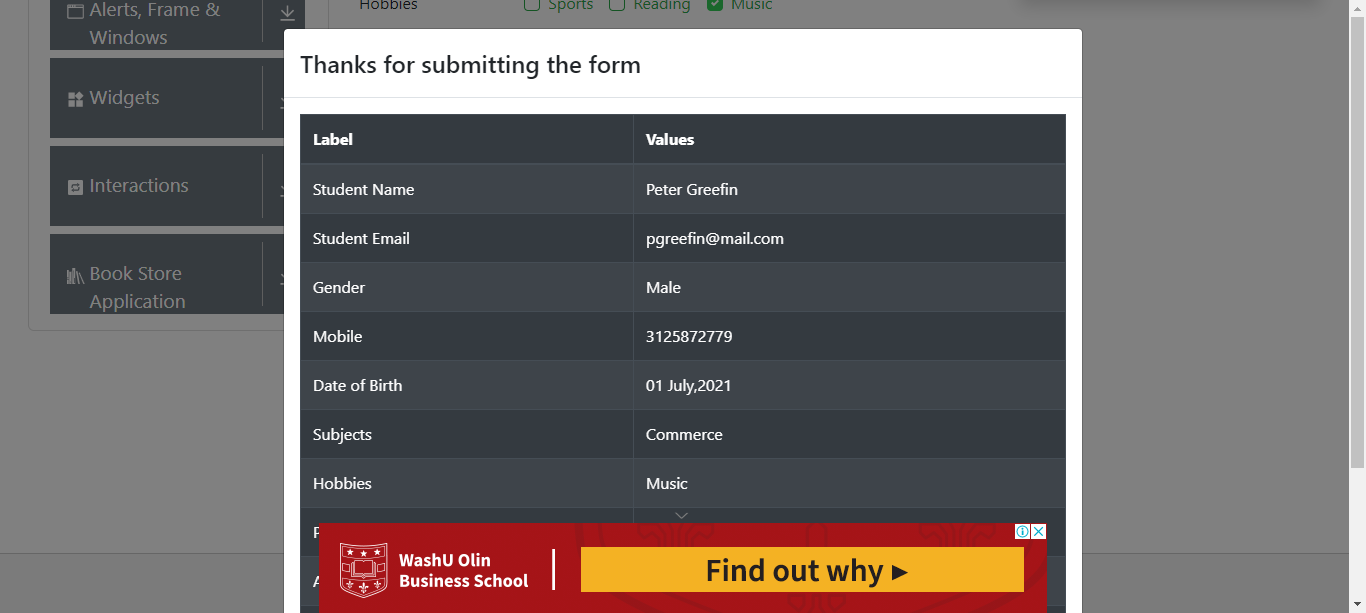 Alerts, Frame &
Windows
Widgets
Interactions
Book Store
Application
Hobbies Sports Reading Music
Thanks for submitting the form
Label Values
Student Name Peter Greefin
Student Email pgreefin@mail.com
Gender Male
Mobile 3125872779
Date of Birth 01 July,2021
Subjects Commerce
Hobbies Music
WashU Olin
Business School
Find out why ►